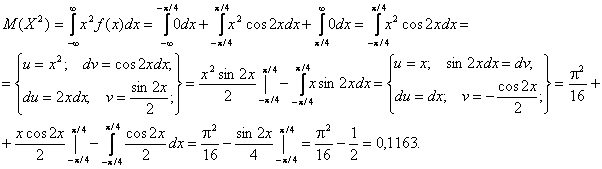 M(X²) = ∫_{-∞}^{∞} x² f(x)dx = ∫_{-∞}^{-π/4} 0dx + ∫_{-π/4}^{π/4} x² cos 2xdx + ∫_{π/4}^{∞} 0dx = ∫_{-π/4}^{π/4} x² cos 2xdx =
= {u = x²; dv = cos 2xdx; du = 2xdx, v = sin 2x/2;} = x² sin 2x/2 |_{-π/4}^{π/4} − ∫_{-π/4}^{π/4} x sin 2xdx = {u = x; sin 2xdx = dv; du = dx; v = −cos 2x/2;} = π²/16 +
+ x cos 2x/2 |_{-π/4}^{π/4} − ∫_{-π/4}^{π/4} cos 2x/2 dx = π²/16 − sin 2x/4 |_{-π/4}^{π/4} = π²/16 − 1/2 = 0,1163.